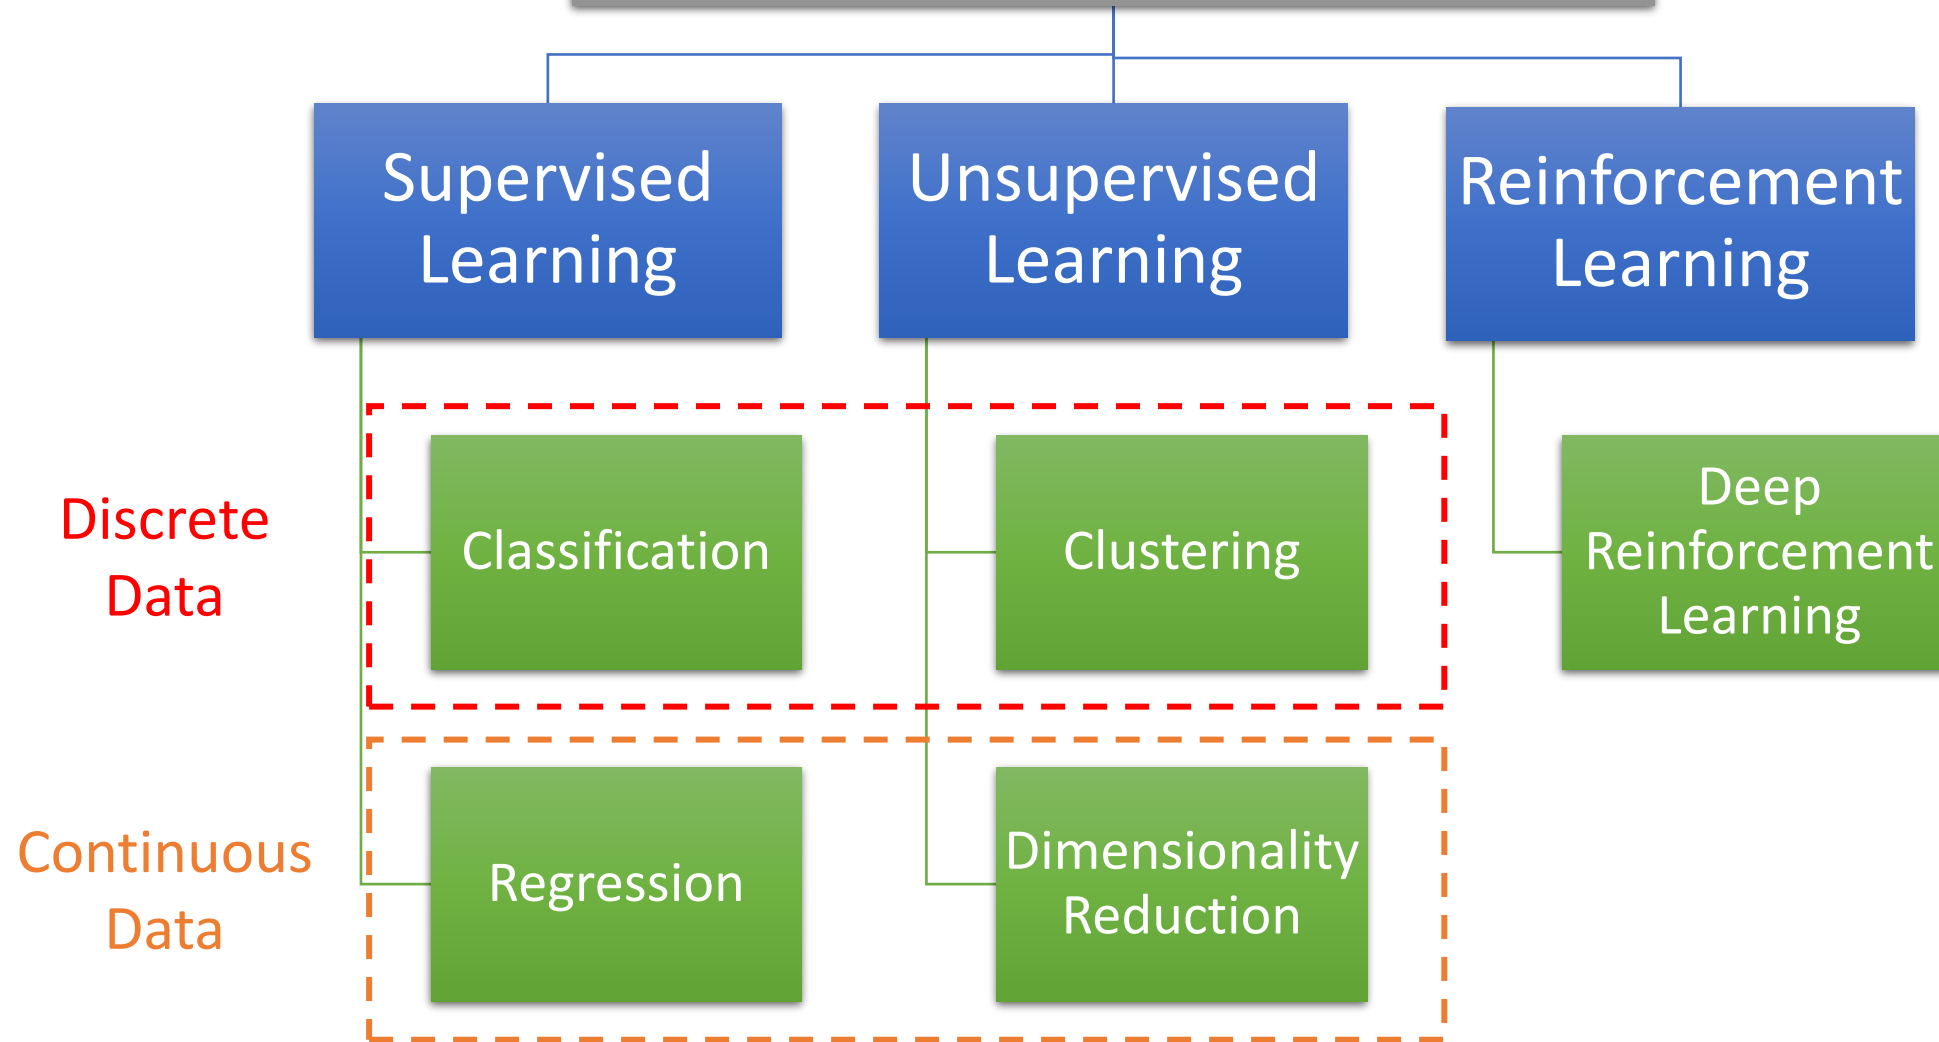 Supervised
Learning
Unsupervised
Learning
Reinforcement
Learning
Discrete
Data
Classification
Clustering
Deep
Reinforcement
Learning
Continuous
Data
Regression
Dimensionality
Reduction